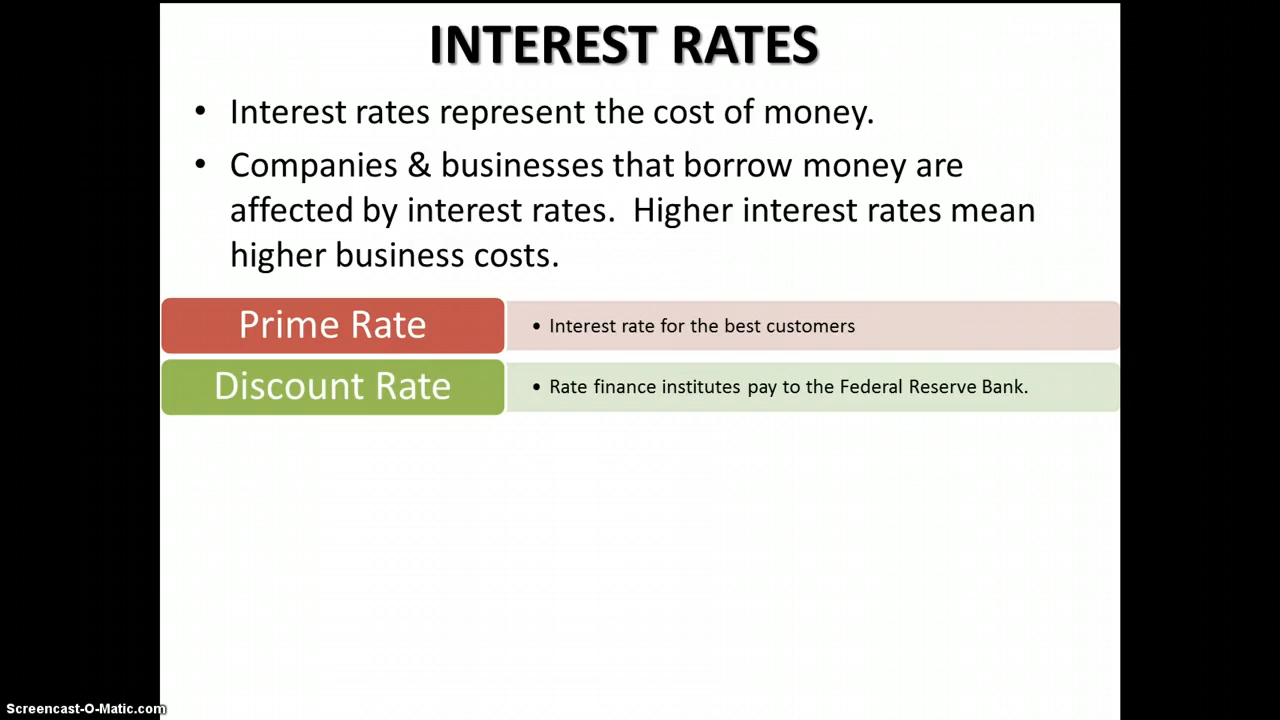 INTEREST RATES
• Interest rates represent the cost of money.
• Companies & businesses that borrow money are
affected by interest rates.  Higher interest rates mean
higher business costs.
Prime Rate
• Interest rate for the best customers
Discount Rate
• Rate finance institutes pay to the Federal Reserve Bank.
Screencast-O-Matic.com